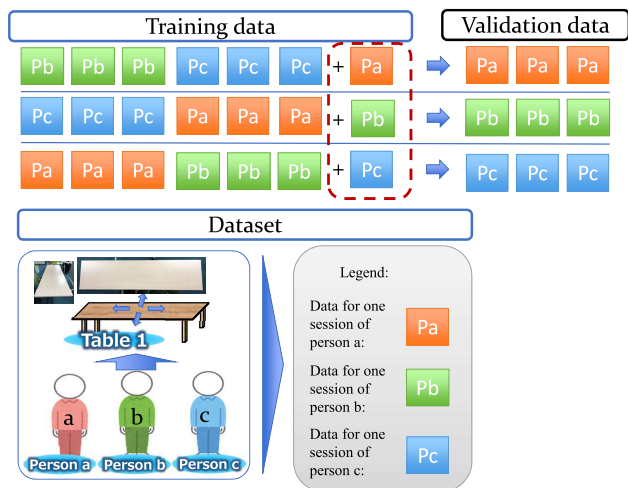 Training data
Validation data
Pb Pb Pb Pc Pc Pc + Pa Pa Pa Pa
Pc Pc Pc Pa Pa Pa + Pb Pb Pb Pb
Pa Pa Pa Pb Pb Pb + Pc Pc Pc Pc
Dataset
Table 1
a b c
Person a Person b Person c
Legend:
Data for one
session of
person a:
Pa
Data for one
session of
person b:
Pb
Data for one
session of
person c:
Pc